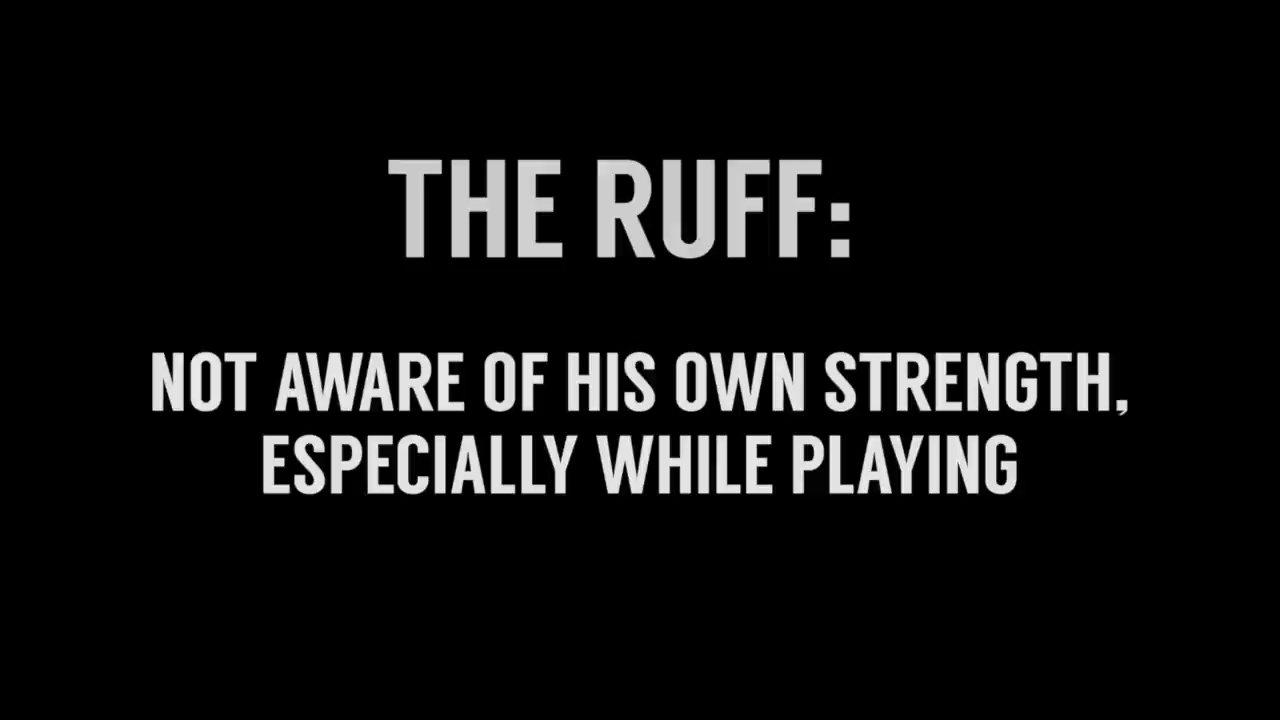 THE RUFF:
NOT AWARE OF HIS OWN STRENGTH,
ESPECIALLY WHILE PLAYING